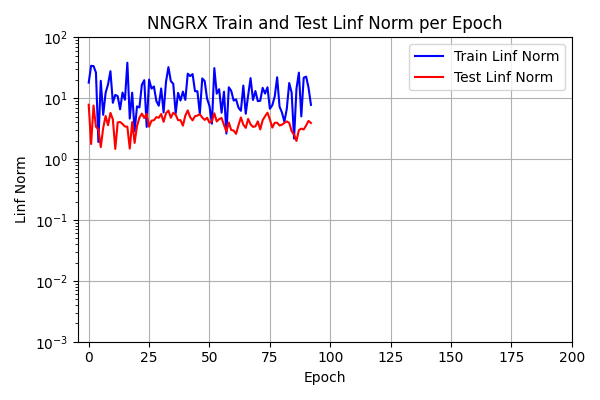 NNGRX Train and Test Linf Norm per Epoch
Linf Norm
10^2
10^1
10^0
10^-1
10^-2
10^-3
Train Linf Norm
Test Linf Norm
0 25 50 75 100 125 150 175 200
Epoch